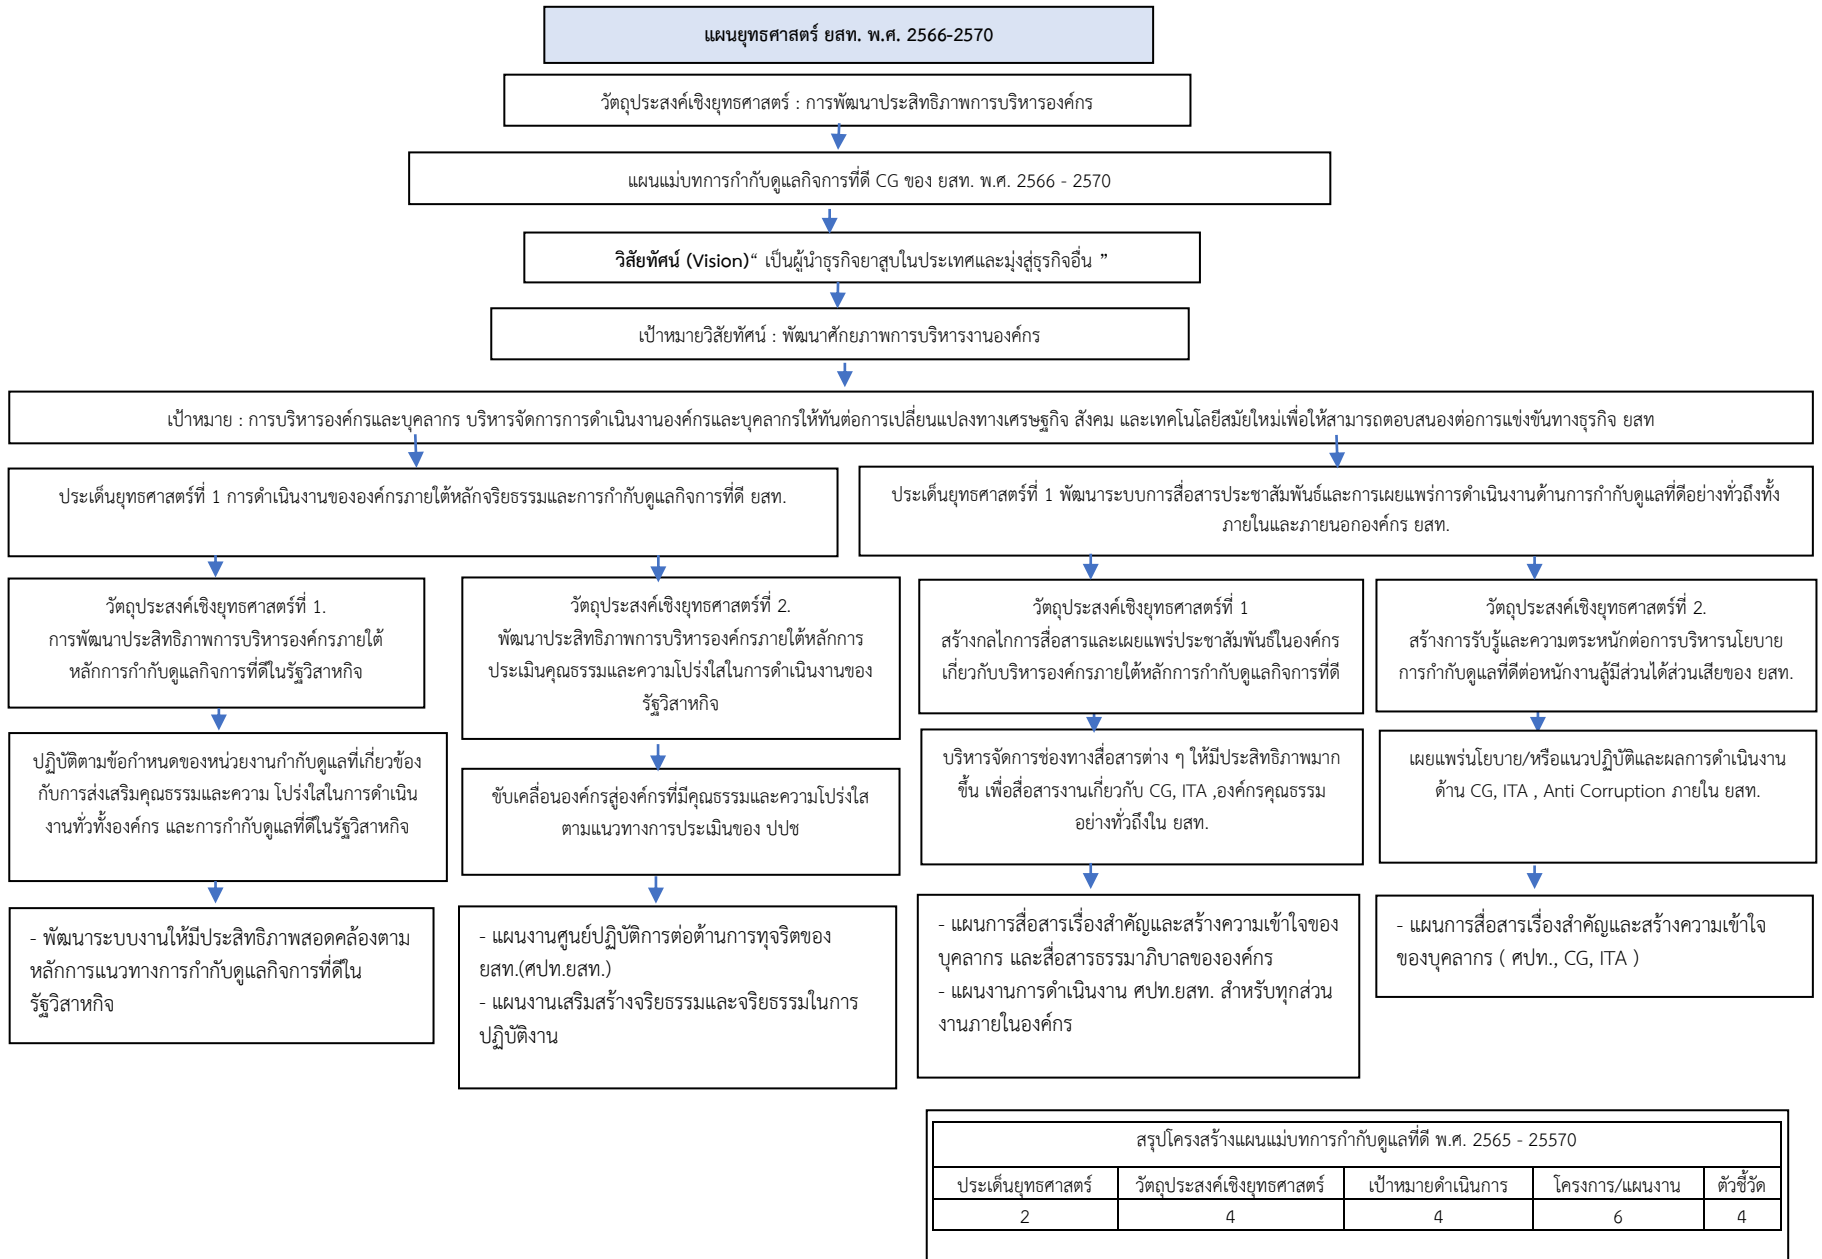 แผนยุทธศาสตร์ ยสท. พ.ศ. 2566-2570
วัตถุประสงค์เชิงยุทธศาสตร์ : การพัฒนาประสิทธิภาพการบริหารองค์กร
แผนแม่บทการกำกับดูแลกิจการที่ดี CG ของ ยสท. พ.ศ. 2566 - 2570
วิสัยทัศน์ (Vision)“ เป็นผู้นำธุรกิจยาสูบในประเทศและมุ่งสู่ธุรกิจอื่น ”
เป้าหมายวิสัยทัศน์ : พัฒนาศักยภาพการบริหารงานองค์กร
เป้าหมาย : การบริหารองค์กรและบุคลากร บริหารจัดการการดำเนินงานองค์กรและบุคลากรให้ทันต่อการเปลี่ยนแปลงทางเศรษฐกิจ สังคม และเทคโนโลยีสมัยใหม่เพื่อให้สามารถตอบสนองต่อการแข่งขันทางธุรกิจ ยสท
ประเด็นยุทธศาสตร์ที่ 1 การดำเนินงานขององค์กรภายใต้หลักจริยธรรมและการกำกับดูแลกิจการที่ดี ยสท.
ประเด็นยุทธศาสตร์ที่ 1 พัฒนาระบบการสื่อสารประชาสัมพันธ์และการเผยแพร่การดำเนินงานด้านการกำกับดูแลที่ดีอย่างทั่วถึงทั้ง
ภายในและภายนอกองค์กร ยสท.
วัตถุประสงค์เชิงยุทธศาสตร์ที่ 1.
การพัฒนาประสิทธิภาพการบริหารองค์กรภายใต้
หลักการกำกับดูแลกิจการที่ดีในรัฐวิสาหกิจ
วัตถุประสงค์เชิงยุทธศาสตร์ที่ 2.
พัฒนาประสิทธิภาพการบริหารองค์กรภายใต้หลักการ
ประเมินคุณธรรมและความโปร่งใสในการดำเนินงานของ
รัฐวิสาหกิจ
วัตถุประสงค์เชิงยุทธศาสตร์ที่ 1
สร้างกลไกการสื่อสารและเผยแพร่ประชาสัมพันธ์ในองค์กร
เกี่ยวกับบริหารองค์กรภายใต้หลักการกำกับดูแลกิจการที่ดี
วัตถุประสงค์เชิงยุทธศาสตร์ที่ 2.
สร้างการรับรู้และความตระหนักต่อการบริหารนโยบาย
การกำกับดูแลที่ดีต่อหนักงานลู้มีส่วนได้ส่วนเสียของ ยสท.
ปฏิบัติตามข้อกำหนดของหน่วยงานกำกับดูแลที่เกี่ยวข้อง
กับการส่งเสริมคุณธรรมและความ โปร่งใสในการดำเนิน
งานทั่วทั้งองค์กร และการกำกับดูแลที่ดีในรัฐวิสาหกิจ
ขับเคลื่อนองค์กรสู่องค์กรที่มีคุณธรรมและความโปร่งใส
ตามแนวทางการประเมินของ ปปช
บริหารจัดการช่องทางสื่อสารต่าง ๆ ให้มีประสิทธิภาพมาก
ขึ้น เพื่อสื่อสารงานเกี่ยวกับ CG, ITA ,องค์กรคุณธรรม
อย่างทั่วถึงใน ยสท.
เผยแพร่นโยบาย/หรือแนวปฏิบัติและผลการดำเนินงาน
ด้าน CG, ITA , Anti Corruption ภายใน ยสท.
- พัฒนาระบบงานให้มีประสิทธิภาพสอดคล้องตาม
หลักการแนวทางการกำกับดูแลกิจการที่ดีใน
รัฐวิสาหกิจ
- แผนงานศูนย์ปฏิบัติการต่อต้านการทุจริตของ
ยสท.(ศปท.ยสท.)
- แผนงานเสริมสร้างจริยธรรมและจริยธรรมในการ
ปฏิบัติงาน
- แผนการสื่อสารเรื่องสำคัญและสร้างความเข้าใจของ
บุคลากร และสื่อสารธรรมาภิบาลขององค์กร
- แผนงานการดำเนินงาน ศปท.ยสท. สำหรับทุกส่วน
งานภายในองค์กร
- แผนการสื่อสารเรื่องสำคัญและสร้างความเข้าใจ
ของบุคลากร ( ศปท., CG, ITA )
สรุปโครงสร้างแผนแม่บทการกำกับดูแลที่ดี พ.ศ. 2565 - 25570
ประเด็นยุทธศาสตร์ วัตถุประสงค์เชิงยุทธศาสตร์ เป้าหมายดำเนินการ โครงการ/แผนงาน ตัวชี้วัด
2 4 4 6 4